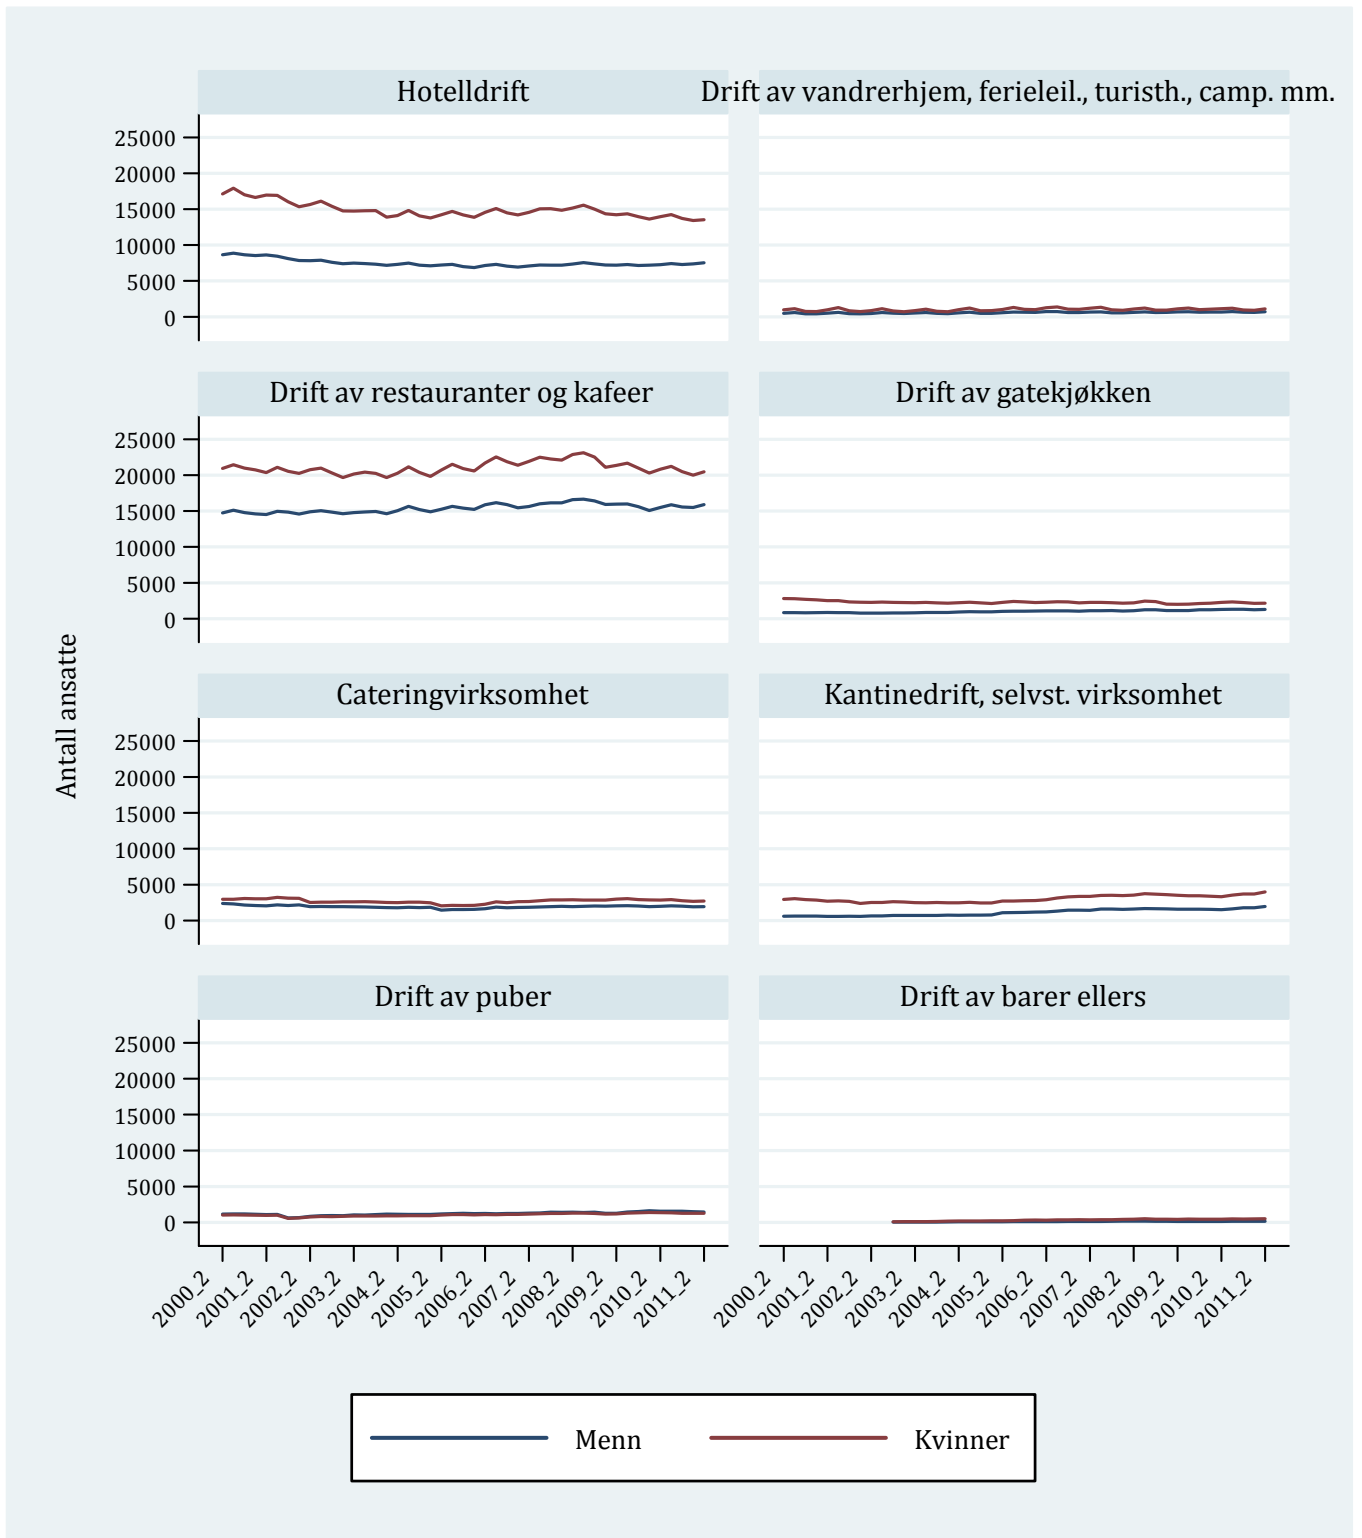 Hotelldrift
Drift av vandrerhjem, ferieleil., turisth., camp. mm.
25000
20000
15000
10000
5000
0
Drift av restauranter og kafeer
Drift av gatekjøkken
25000
20000
15000
10000
5000
0
Antall ansatte
Cateringvirksomhet
Kantinedrift, selvst. virksomhet
25000
20000
15000
10000
5000
0
Drift av puber
Drift av barer ellers
25000
20000
15000
10000
5000
0
2000_2 2001_2 2002_2 2003_2 2004_2 2005_2 2006_2 2007_2 2008_2 2009_2 2010_2 2011_2
2000_2 2001_2 2002_2 2003_2 2004_2 2005_2 2006_2 2007_2 2008_2 2009_2 2010_2 2011_2
Menn Kvinner